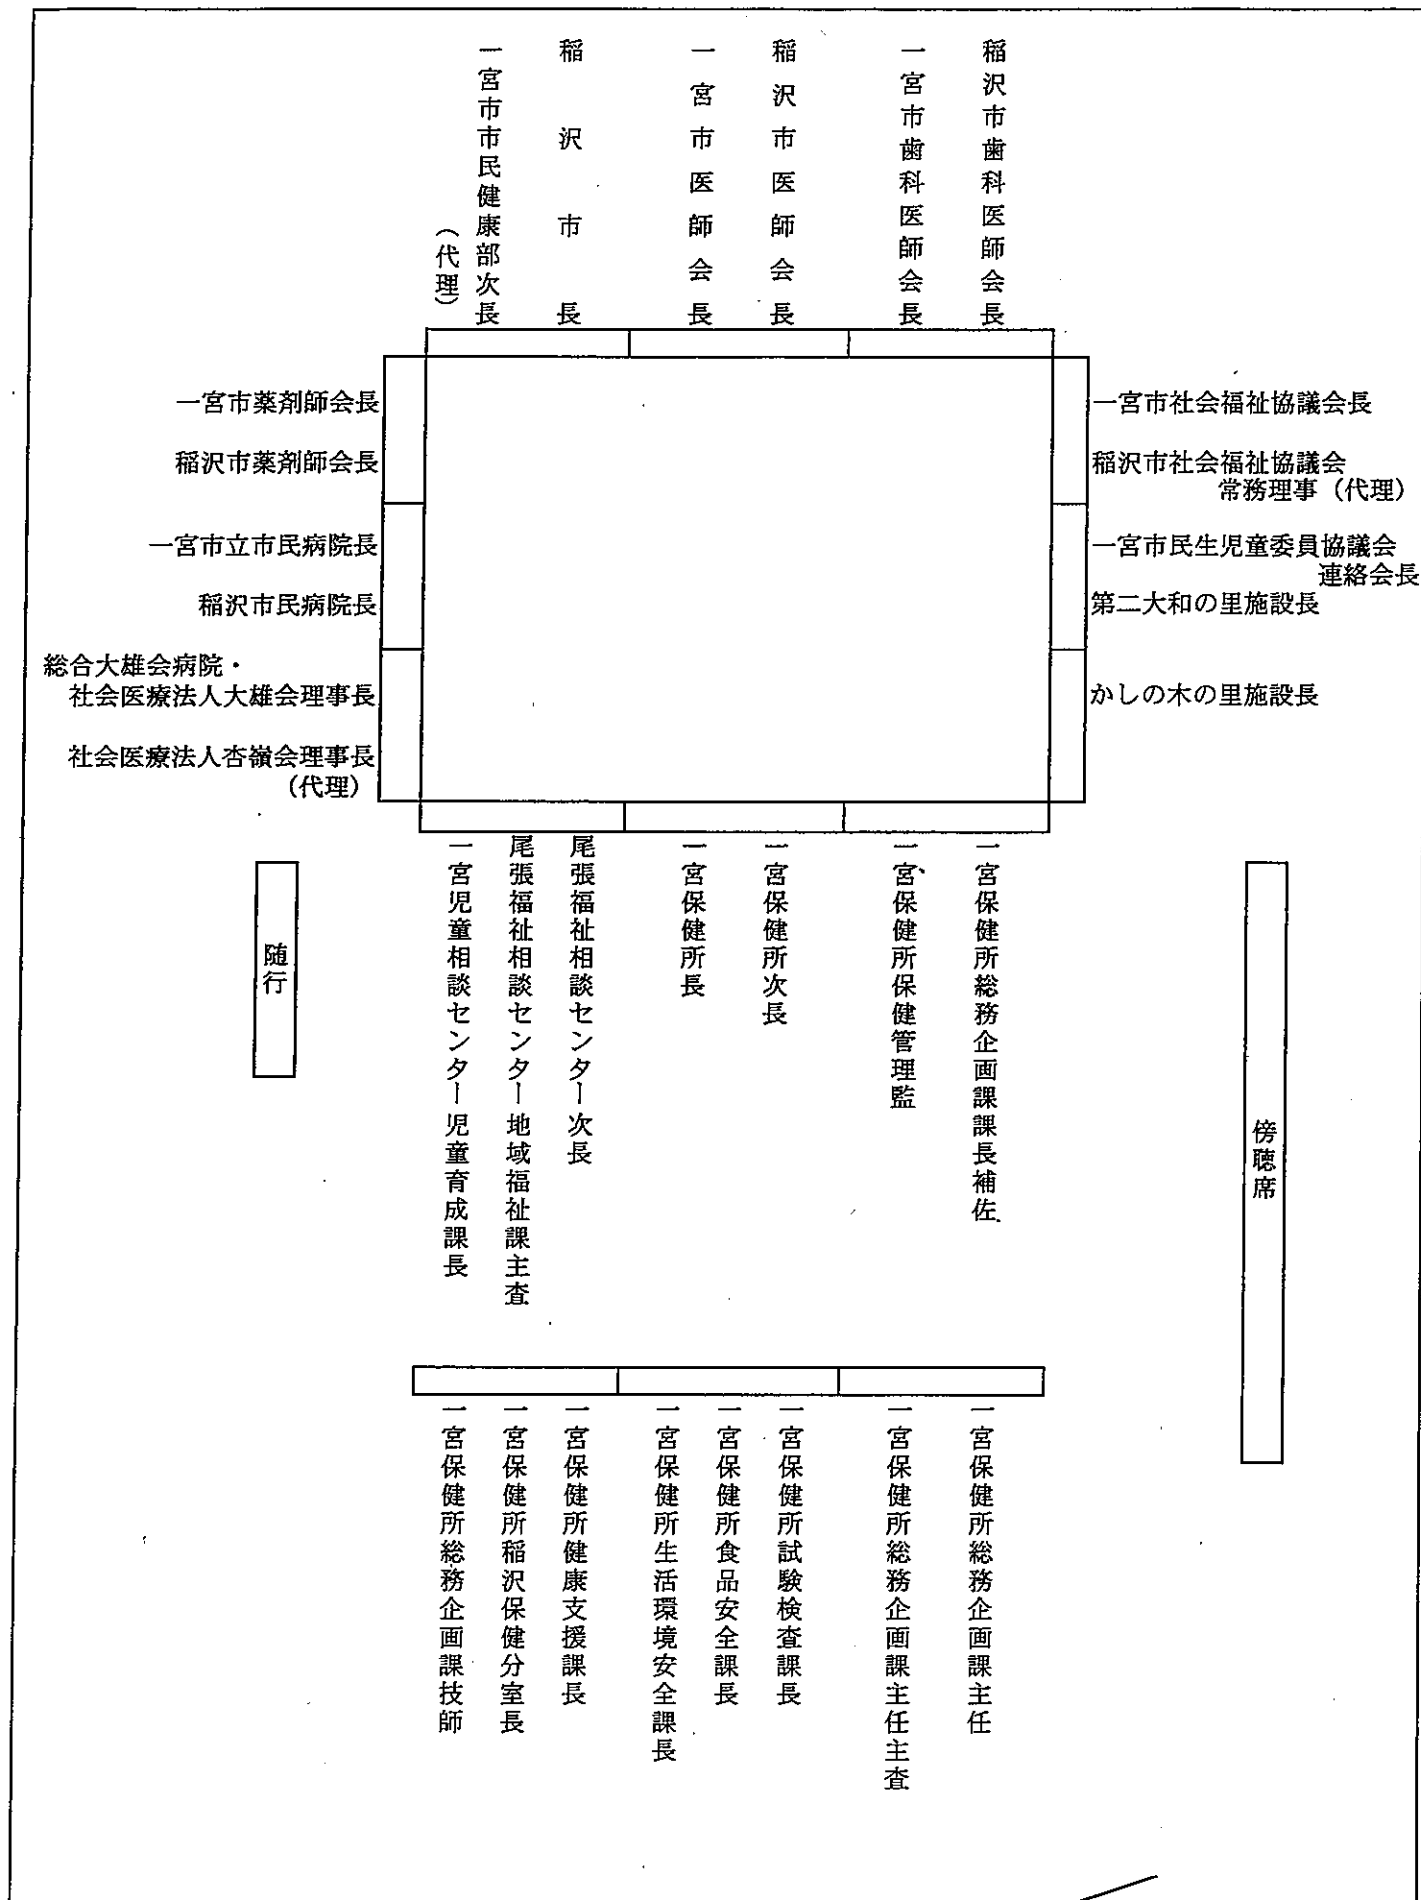 一宮市市民健康部次長
（代理）
稲沢市長
一宮市医師会長
稲沢市医師会長
一宮市歯科医師会長
稲沢市歯科医師会長
一宮市薬剤師会長
稲沢市薬剤師会長
一宮市立市民病院長
稲沢市民病院長
総合大雄会病院・
社会医療法人大雄会理事長
社会医療法人杏嶺会理事長
（代理）
一宮市社会福祉協議会長
稲沢市社会福祉協議会
常務理事（代理）
一宮市民生児童委員協議会
連絡会長
第二大和の里施設長
かしの木の里施設長
随行
一宮児童相談センター児童育成課長
尾張福祉相談センター地域福祉課主査
尾張福祉相談センター次長
一宮保健所長
一宮保健所次長
一宮保健所保健管理監
一宮保健所総務企画課課長補佐
傍聴席
一宮保健所総務企画課技師
一宮保健所稲沢保健分室長
一宮保健所健康支援課長
一宮保健所生活環境安全課長
一宮保健所食品安全課長
一宮保健所試験検査課長
一宮保健所総務企画課主任主査
一宮保健所総務企画課主任